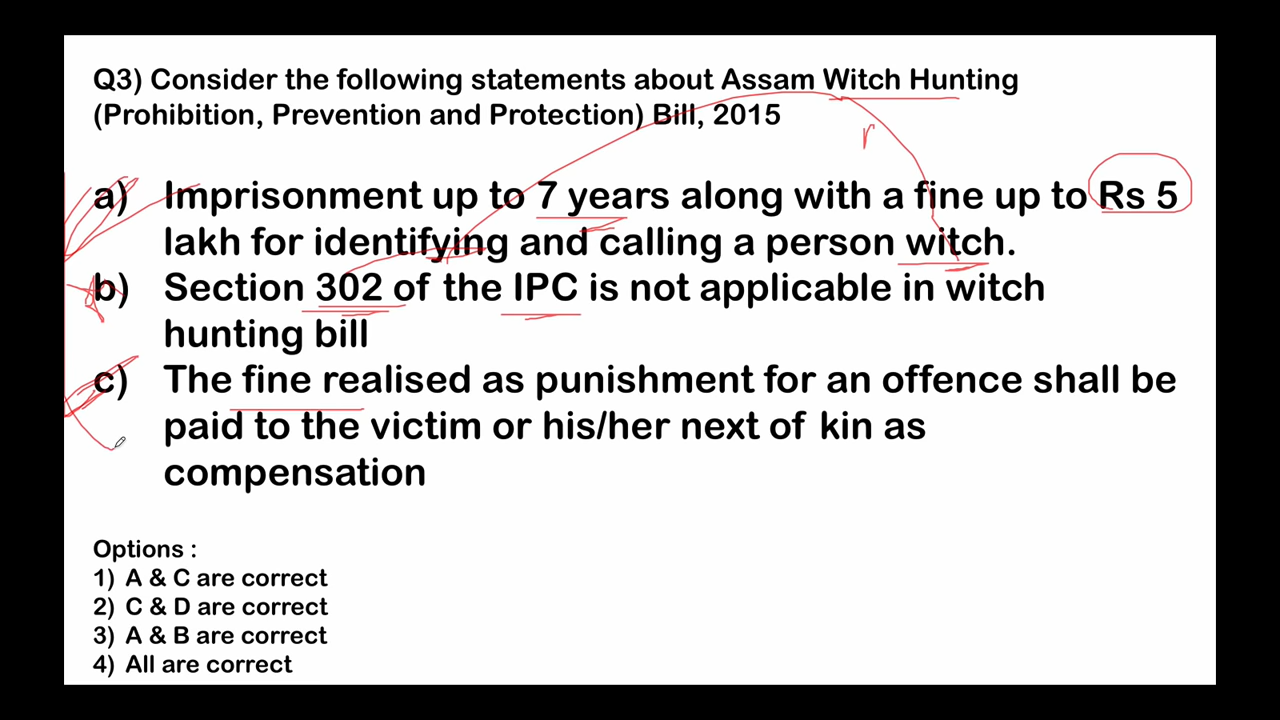 Q3) Consider the following statements about Assam Witch Hunting
(Prohibition, Prevention and Protection) Bill, 2015
r
a) Imprisonment up to 7 years along with a fine up to Rs 5
lakh for identifying and calling a person witch.
b) Section 302 of the IPC is not applicable in witch
hunting bill
c) The fine realised as punishment for an offence shall be
paid to the victim or his/her next of kin as
compensation
Options :
1) A & C are correct
2) C & D are correct
3) A & B are correct
4) All are correct